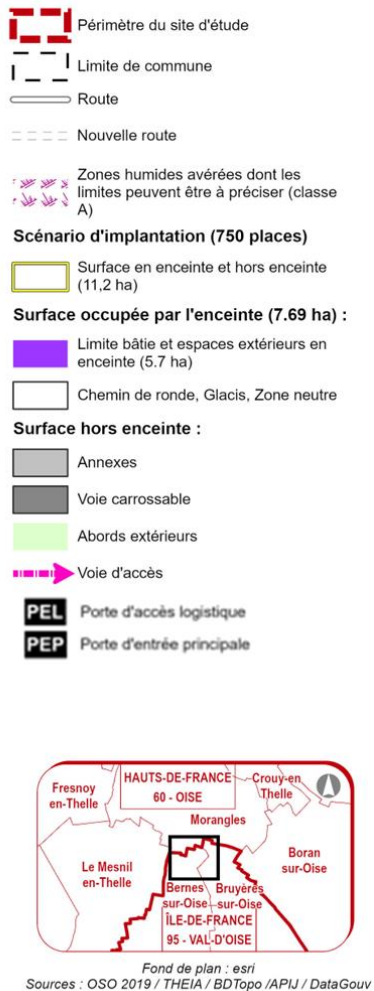 Périmètre du site d'étude
Limite de commune
Route
Nouvelle route
Zones humides avérées dont les
limites peuvent être à préciser (classe
A)
Scénario d'implantation (750 places)
Surface en enceinte et hors enceinte
(11,2 ha)
Surface occupée par l'enceinte (7.69 ha) :
Limite bâtie et espaces extérieurs en
enceinte (5.7 ha)
Chemin de ronde, Glacis, Zone neutre
Surface hors enceinte :
Annexes
Voie carrossable
Abords extérieurs
Voie d'accès
PEL Porte d'accès logistique
PEP Porte d'entrée principale
HAUTS-DE-FRANCE
60 - OISE
Fresnoy
en-Thelle
Crouy-en
Thelle
Morangles
Le Mesnil
en-Thelle
Boran
sur-Oise
Bernes
sur-Oise
Bruyères
sur-Oise
ÎLE-DE-FRANCE
95 - VAL-D'OISE
Fond de plan : esri
Sources : OSO 2019 / THEIA / BDTopo /APIJ / DataGouv